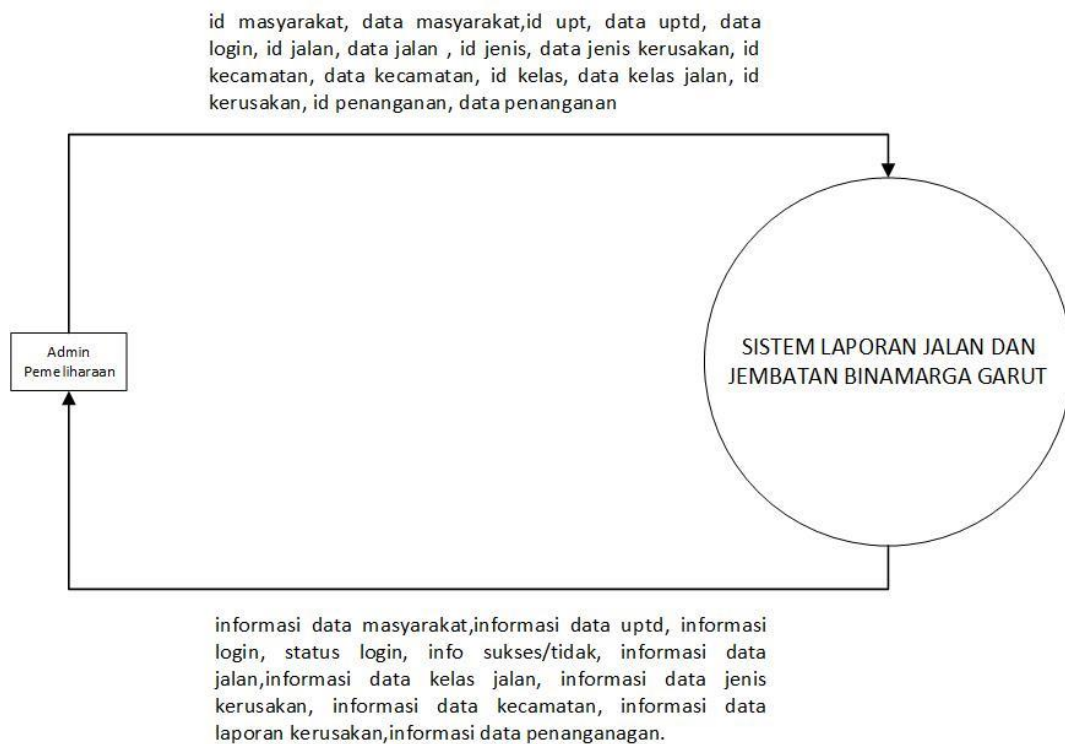 id masyarakat, data masyarakat,id upt, data uptd, data
login, id jalan, data jalan , id jenis, data jenis kerusakan, id
kecamatan, data kecamatan, id kelas, data kelas jalan, id
kerusakan, id penanganan, data penanganan
Admin
Pemeliharaan
SISTEM LAPORAN JALAN DAN
JEMBATAN BINAMARGA GARUT
informasi data masyarakat,informasi data uptd, informasi
login, status login, info sukses/tidak, informasi data
jalan,informasi data kelas jalan, informasi data jenis
kerusakan, informasi data kecamatan, informasi data
laporan kerusakan,informasi data penanganagan.